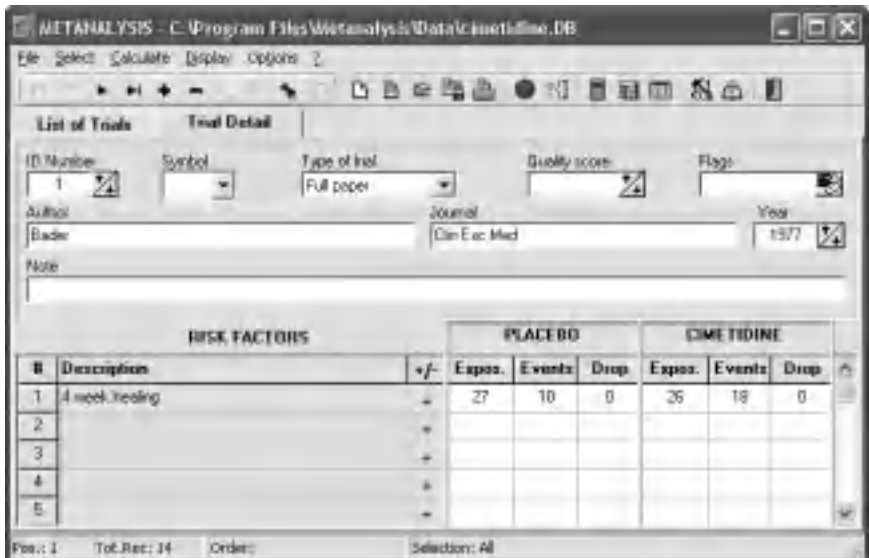 METANALYSIS - C:\Program Files\Metanalysis\Data\cimetidine.DB
File Select Calculate Display Options ?
List of Trials Trial Detail
ID Number Symbol Type of trial Quality score Flags
1 Full paper
Author Journal Year
Bader Clin Exc Med 1977
Note
RISK FACTORS PLACEBO CIMETIDINE
# Description +/- Expos. Events Drop Expos. Events Drop
1 4 week healing 27 10 0 26 18 0
2
3
4
5
Pos.: 1 Tot.Rec: 14 Order: Selection: All